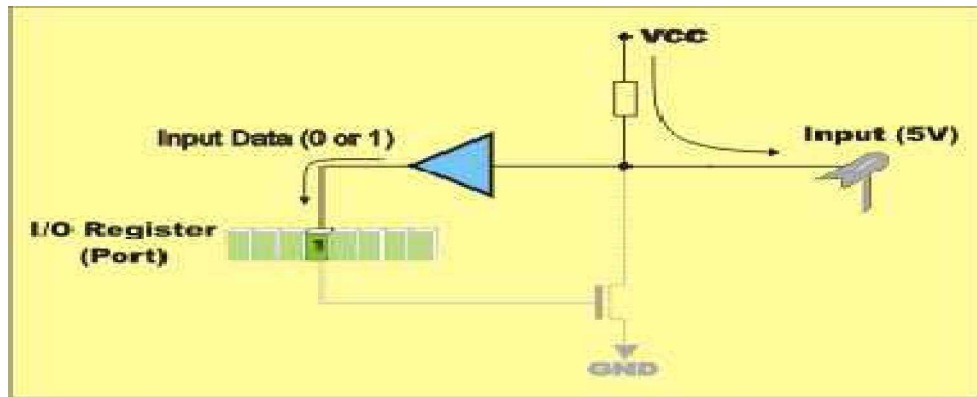 VCC
Input Data (0 or 1)
Input (5V)
I/O Register
(Port)
1
GND